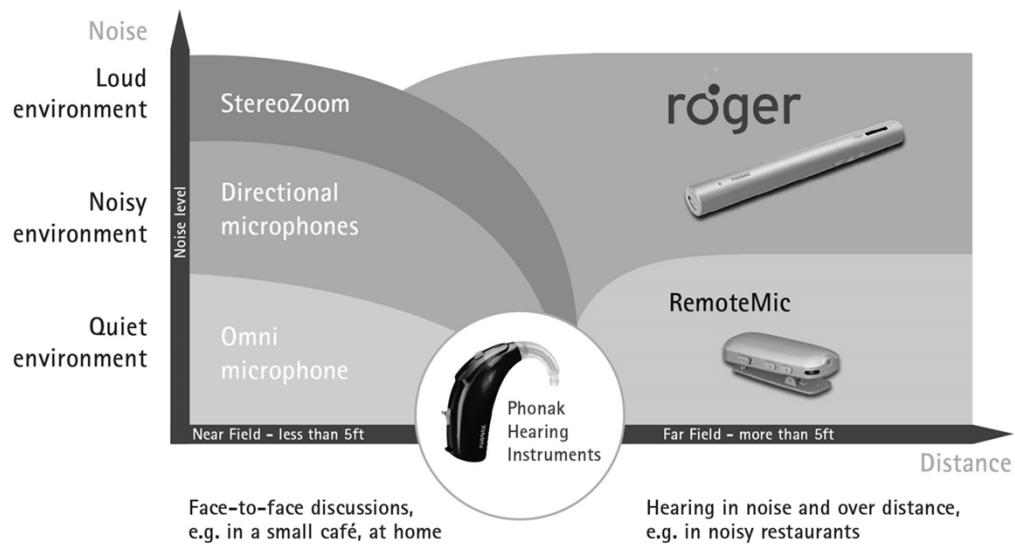 Noise
Loud
environment
StereoZoom
roger
PHONAK
Noisy
environment
Noise level
Directional
microphones
Quiet
environment
Omni
microphone
RemoteMic
PHONAK
Phonak
Hearing
Instruments
Near Field - less than 5ft
Far Field - more than 5ft
Distance
Face-to-face discussions,
e.g. in a small café, at home
Hearing in noise and over distance,
e.g. in noisy restaurants